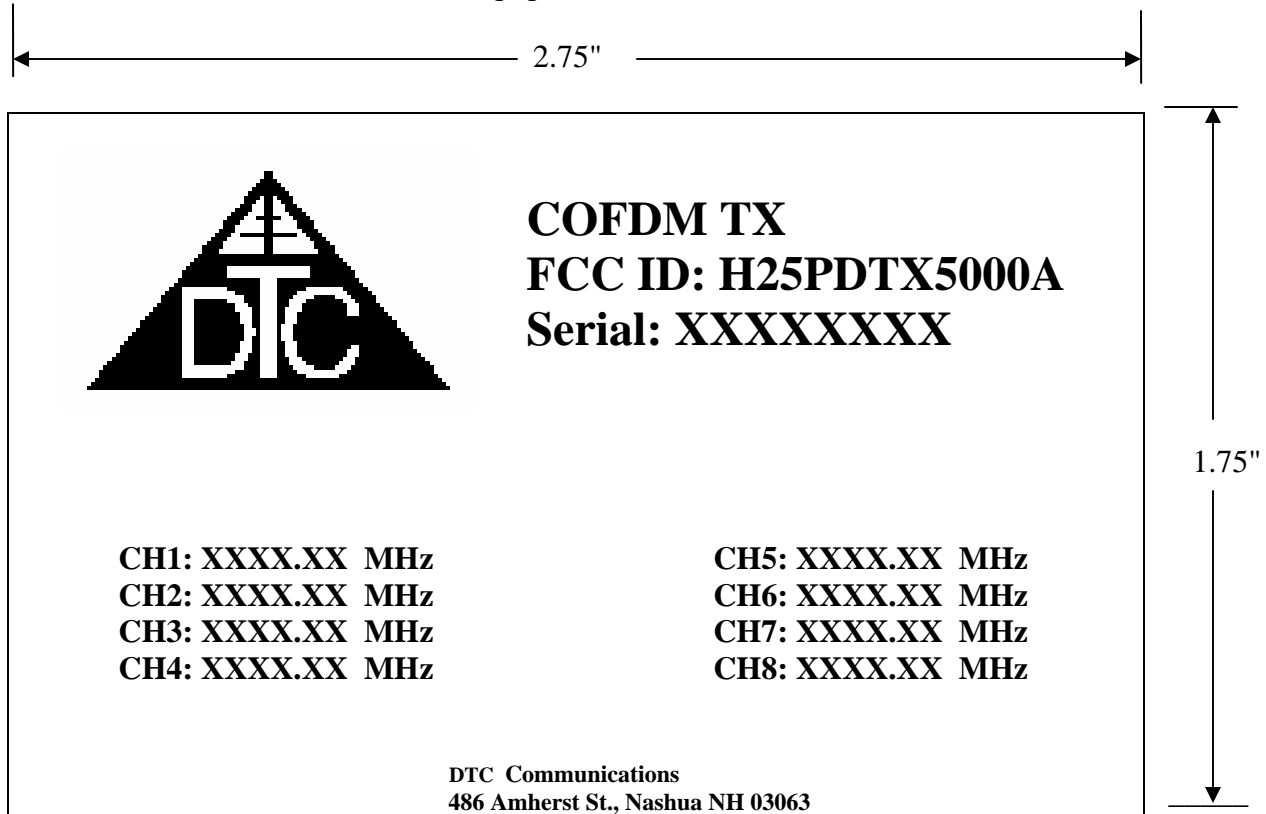 2.75"
DTC
COFDM TX
FCC ID: H25PDTX5000A
Serial: XXXXXXXX
1.75"
CH1: XXXX.XX MHz
CH2: XXXX.XX MHz
CH3: XXXX.XX MHz
CH4: XXXX.XX MHz
CH5: XXXX.XX MHz
CH6: XXXX.XX MHz
CH7: XXXX.XX MHz
CH8: XXXX.XX MHz
DTC Communications
486 Amherst St., Nashua NH 03063